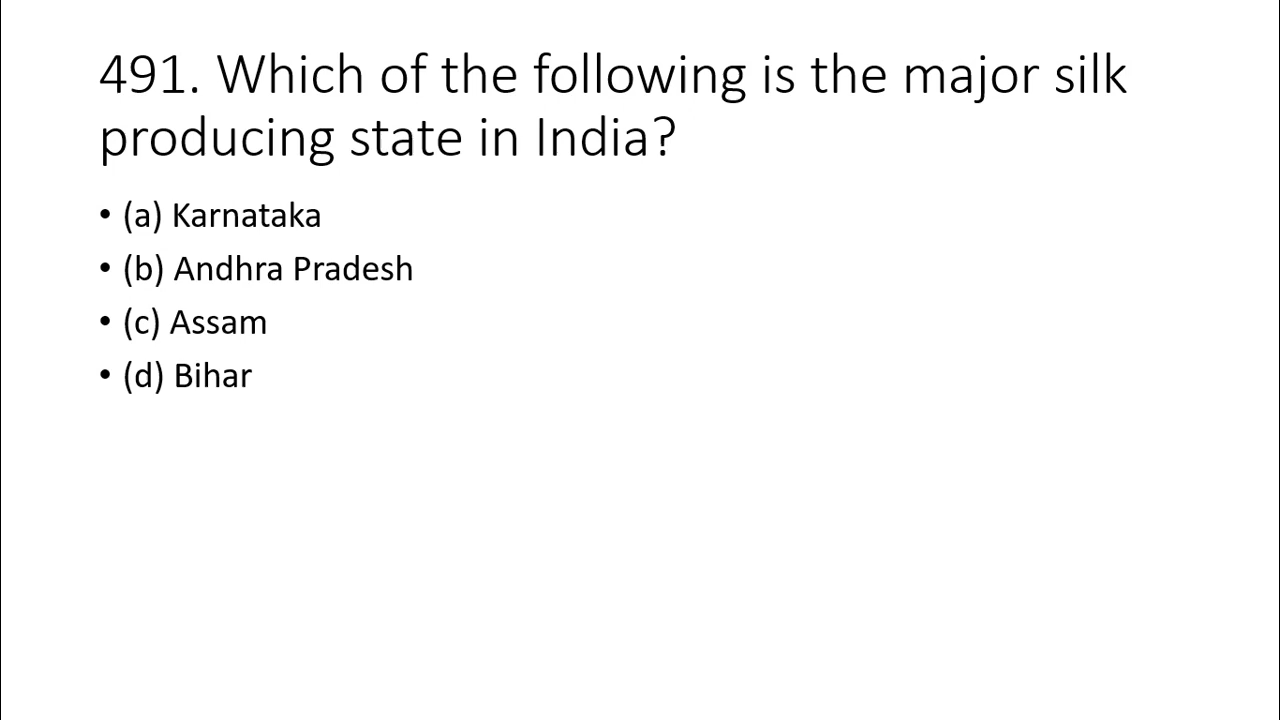 491. Which of the following is the major silk
producing state in India?
• (a) Karnataka
• (b) Andhra Pradesh
• (c) Assam
• (d) Bihar